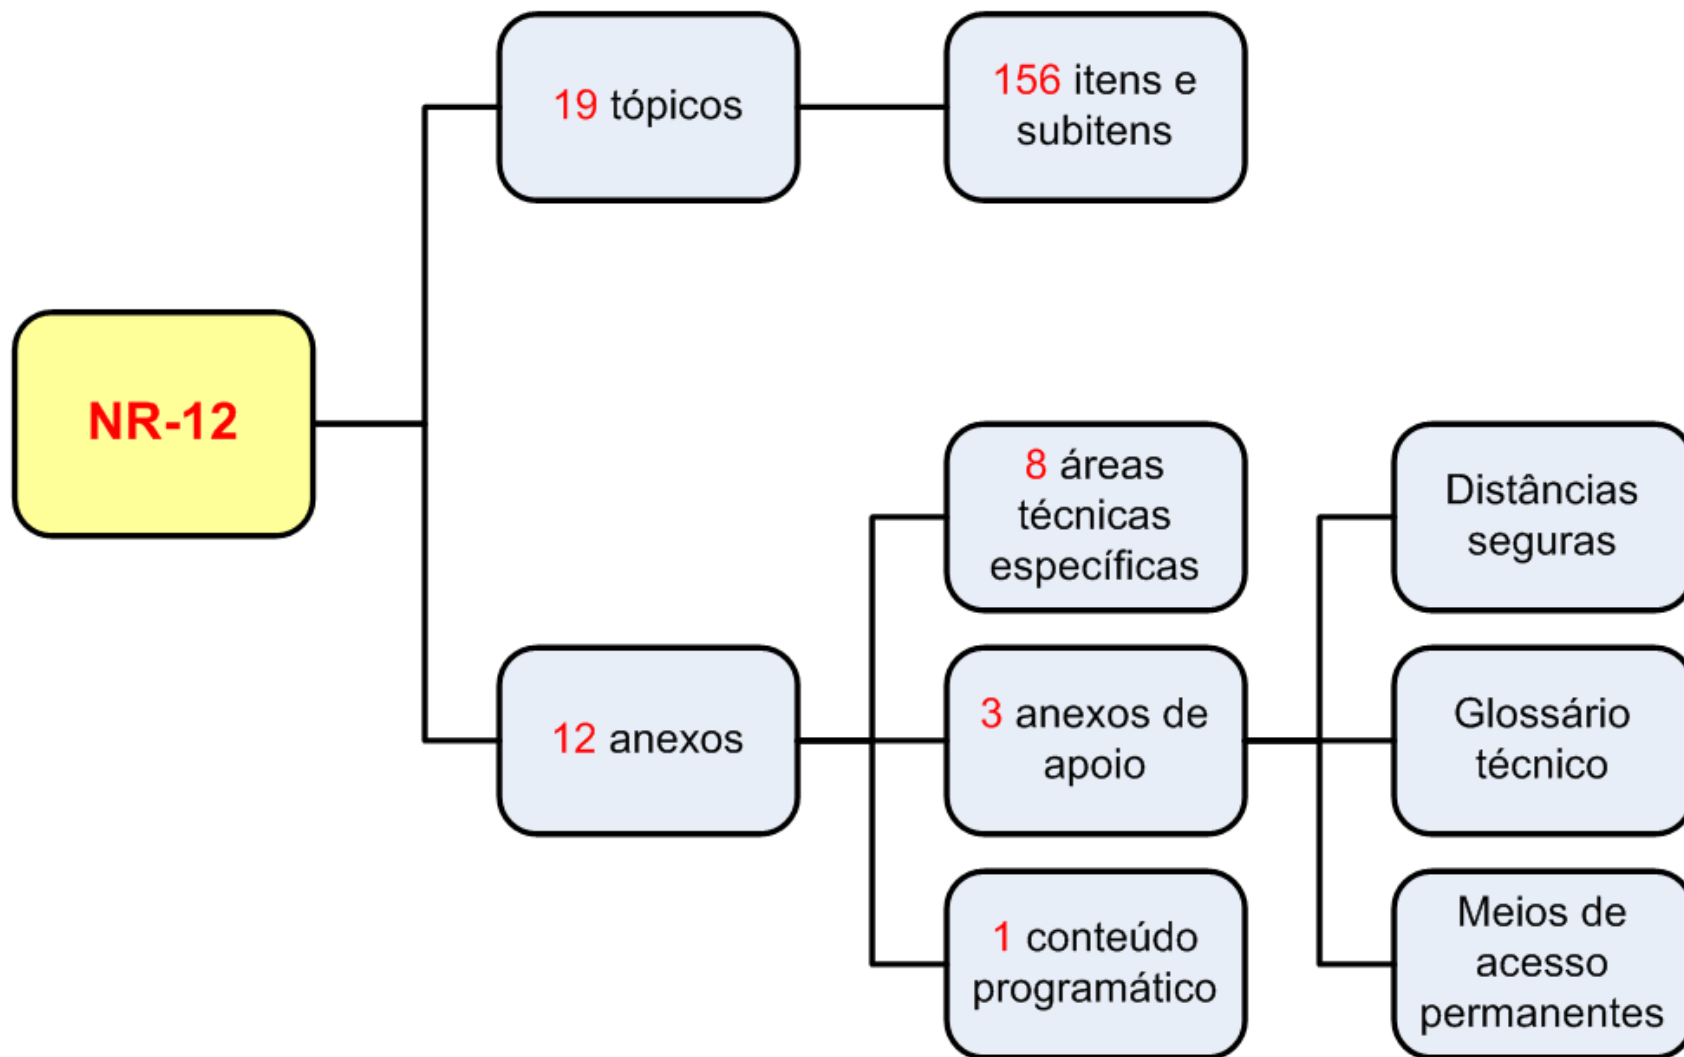 19 tópicos
156 itens e
subitens
NR-12
12 anexos
8 áreas
técnicas
específicas
3 anexos de
apoio
1 conteúdo
programático
Distâncias
seguras
Glossário
técnico
Meios de
acesso
permanentes